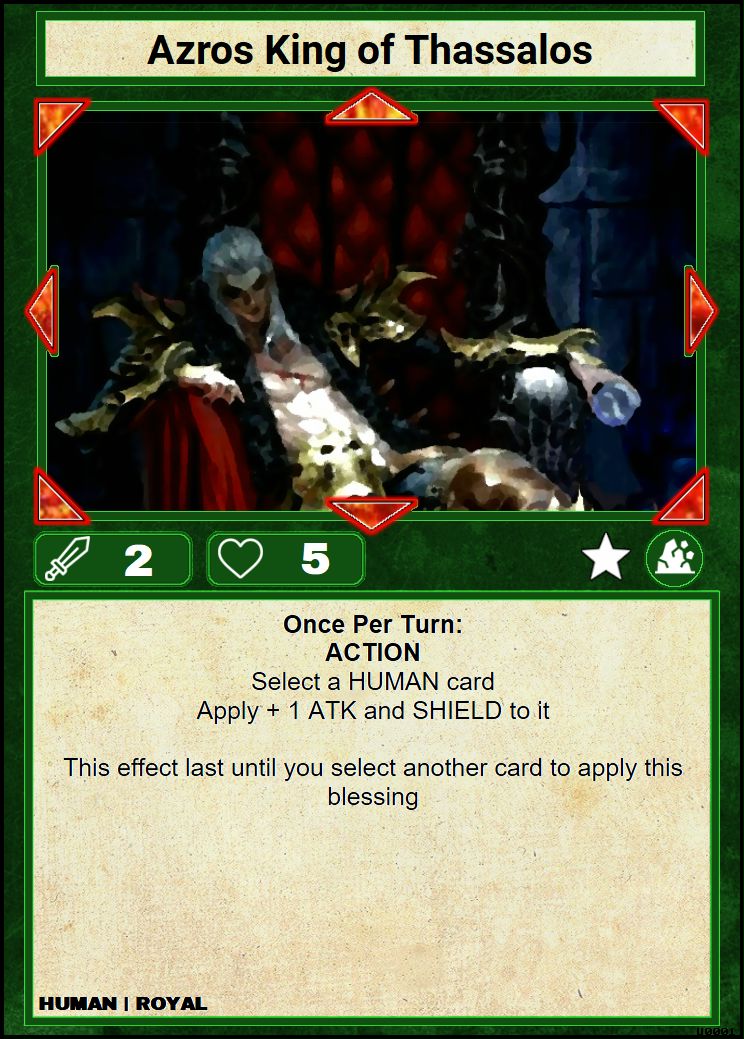 Azros King of Thassalos
2
5
Once Per Turn:
ACTION
Select a HUMAN card
Apply + 1 ATK and SHIELD to it
This effect last until you select another card to apply this
blessing
HUMAN | ROYAL
U0001